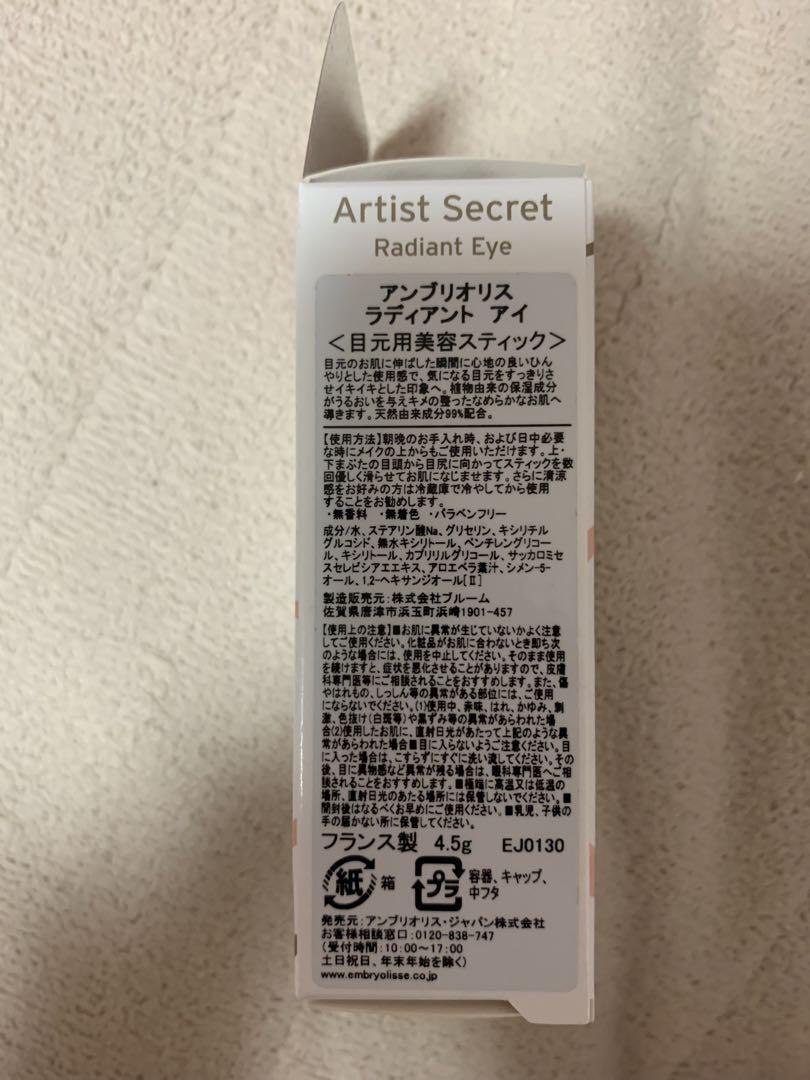 Artist Secret
Radiant Eye
アンブリオリス
ラディアント アイ
＜目元用美容スティック＞
目元のお肌に伸ばした瞬間に心地の良いひん
やりとした使用感で、気になる目元をすっきりさ
せイキイキとした印象へ。植物由来の保湿成分
がうるおいを与えキメの整ったなめらかなお肌へ
導きます。天然由来成分99%配合。
【使用方法】朝晩のお手入れ時、および日中必要
な時にメイクの上からもご使用いただけます。上・
下まぶたの目頭から目尻に向かってスティックを数
回優しく滑らせてお肌になじませます。さらに清涼
感をお好みの方は冷蔵庫で冷やしてから使用
することをお勧めします。
・無香料 ・無着色 ・パラベンフリー
成分/水、ステアリン酸Na、グリセリン、キシリチル
グルコシド、無水キシリトール、ペンチレングリコー
ル、キシリトール、カプリリルグリコール、サッカロミセ
スセレビシアエエキス、アロエベラ葉汁、シメン-5-
オール、1,2-ヘキサンジオール[Ⅱ]
製造販売元：株式会社ブルーム
佐賀県唐津市浜玉町浜崎1901-457
【使用上の注意】■お肌に異常が生じていないかよく注意
してご使用ください。化粧品がお肌に合わないとき即ち次
のような場合には、使用を中止してください。そのまま使用
を続けますと、症状を悪化させることがありますので、皮膚
科専門医等にご相談されることをおすすめします。また、傷
やはれもの、しっしん等の異常がある部位には、ご使用
にならないでください。(1)使用中、赤味、はれ、かゆみ、刺
激、色抜け(白斑等)や黒ずみ等の異常があらわれた場
合(2)使用したお肌に、直射日光があたって上記のような異
常があらわれた場合■目に入らないようご注意ください。目
に入った場合は、こすらずにすぐに洗い流してください。その
後、目に異物感など異常が残る場合は、眼科専門医へご相
談されることをおすすめします。■極端に高温又は低温の
場所、直射日光のあたる場所には保管しないでください。■
開封後はなるべくお早めにご使用ください。■乳児、子供の
手の届かない所に保管してください。
フランス製 4.5g EJ0130
紙 箱 プラ 容器、キャップ、
中フタ
発売元：アンブリオリス・ジャパン株式会社
お客様相談窓口：0120-838-747
(受付時間：10:00～17:00
土日祝日、年末年始を除く)
www.embryolisse.co.jp